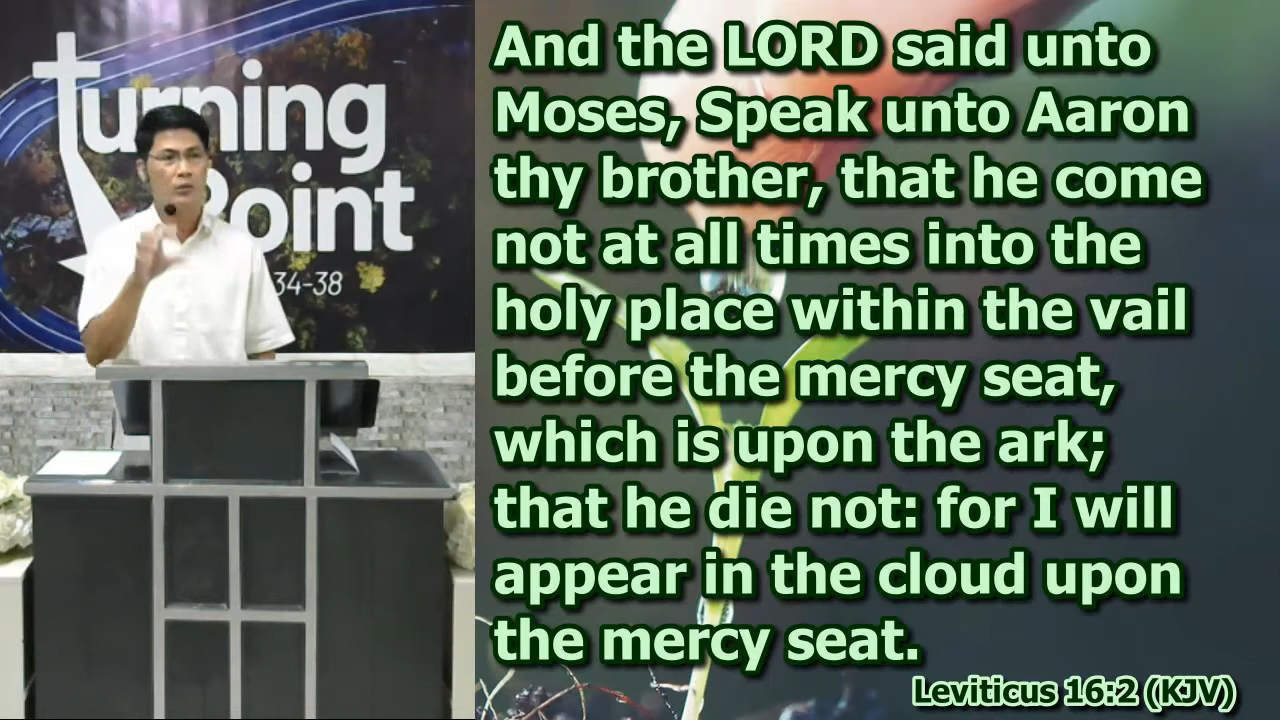 turning
Point
34-38
And the LORD said unto
Moses, Speak unto Aaron
thy brother, that he come
not at all times into the
holy place within the vail
before the mercy seat,
which is upon the ark;
that he die not: for I will
appear in the cloud upon
the mercy seat.
Leviticus 16:2 (KJV)